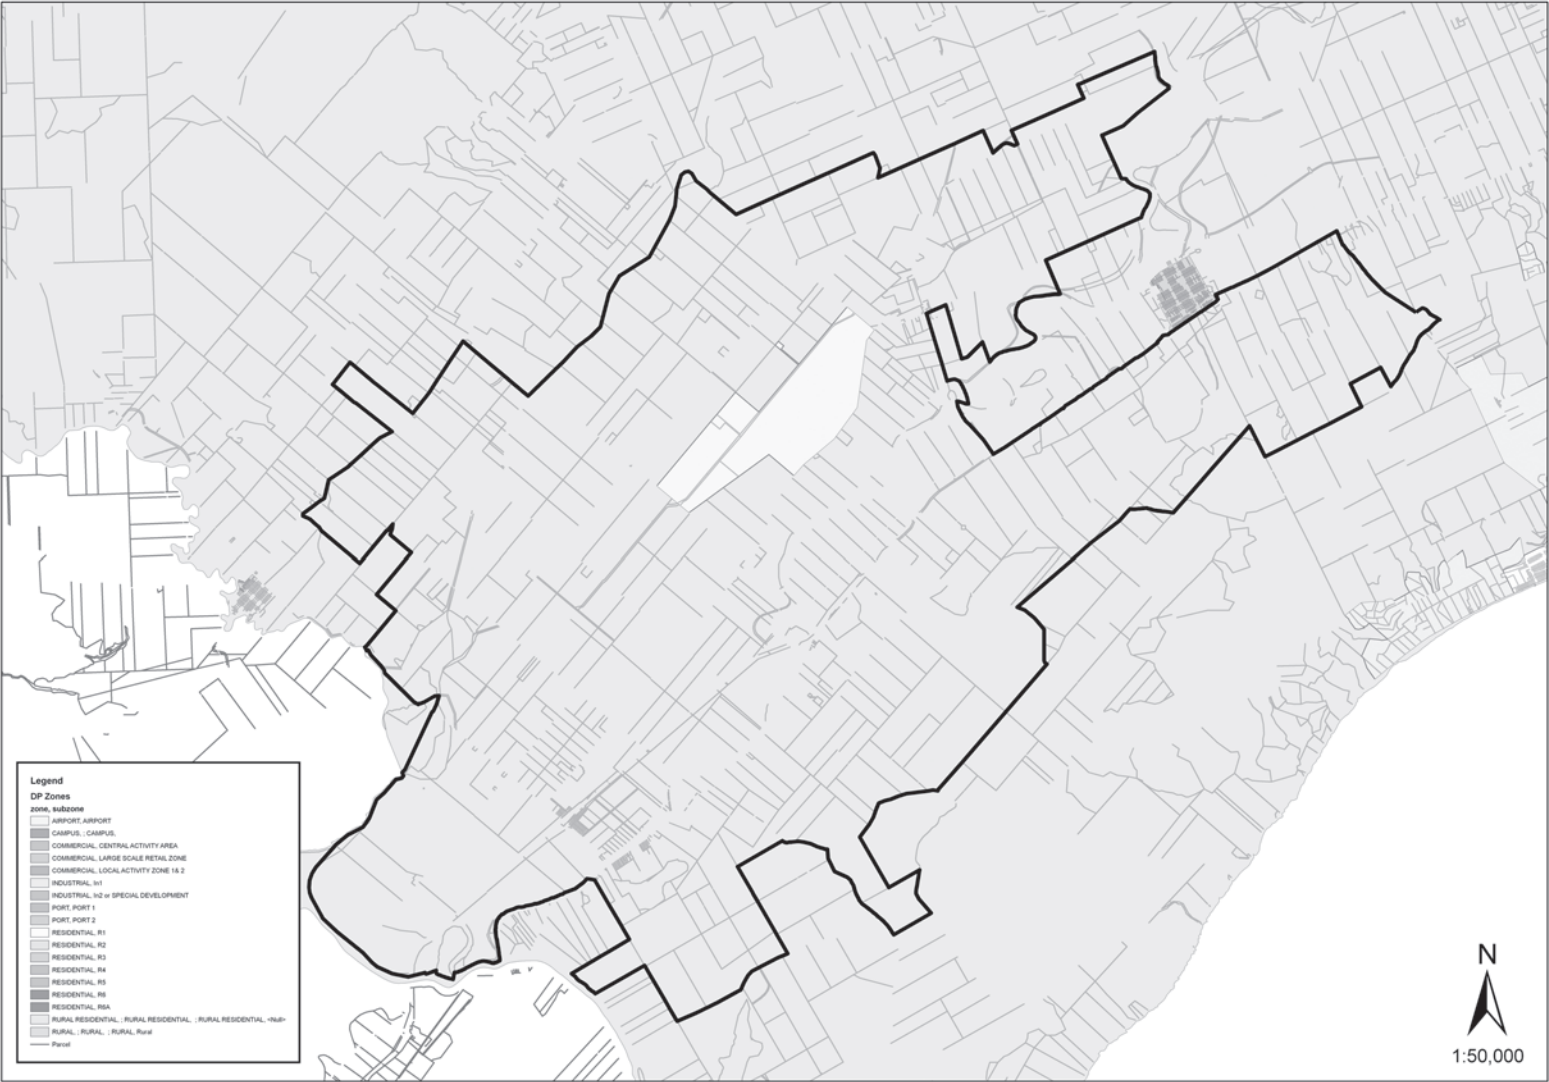 Legend
DP Zones
zone, subzone
AIRPORT, AIRPORT
CAMPUS, ; CAMPUS,
COMMERCIAL, CENTRAL ACTIVITY AREA
COMMERCIAL, LARGE SCALE RETAIL ZONE
COMMERCIAL, LOCAL ACTIVITY ZONE 1& 2
INDUSTRIAL, In1
INDUSTRIAL, In2 or SPECIAL DEVELOPMENT
PORT, PORT 1
PORT, PORT 2
RESIDENTIAL, R1
RESIDENTIAL, R2
RESIDENTIAL, R3
RESIDENTIAL, R4
RESIDENTIAL, R5
RESIDENTIAL, R6
RESIDENTIAL, R6A
RURAL RESIDENTIAL, ; RURAL RESIDENTIAL, ; RURAL RESIDENTIAL, <Null>
RURAL, ; RURAL, ; RURAL, Rural
Parcel
N
1:50,000